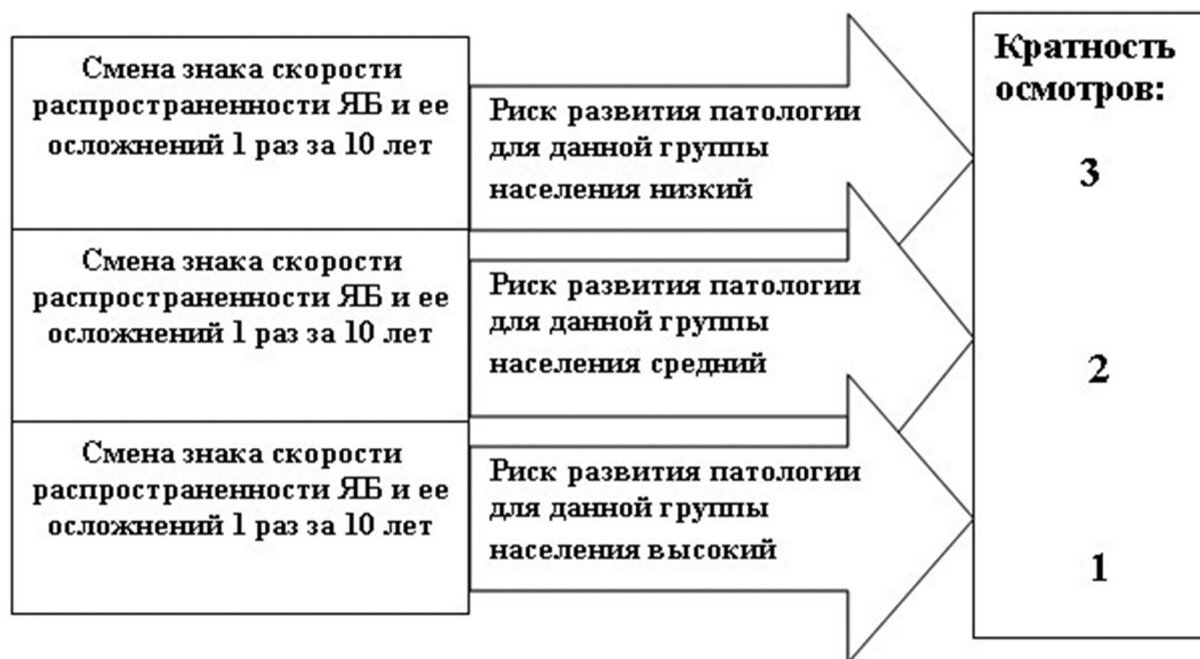 Смена знака скорости
распространенности ЯБ и ее
осложнений 1 раз за 10 лет
Риск развития патологии
для данной группы
населения низкий
Смена знака скорости
распространенности ЯБ и ее
осложнений 1 раз за 10 лет
Риск развития патологии
для данной группы
населения средний
Смена знака скорости
распространенности ЯБ и ее
осложнений 1 раз за 10 лет
Риск развития патологии
для данной группы
населения высокий
Кратность
осмотров:
3
2
1